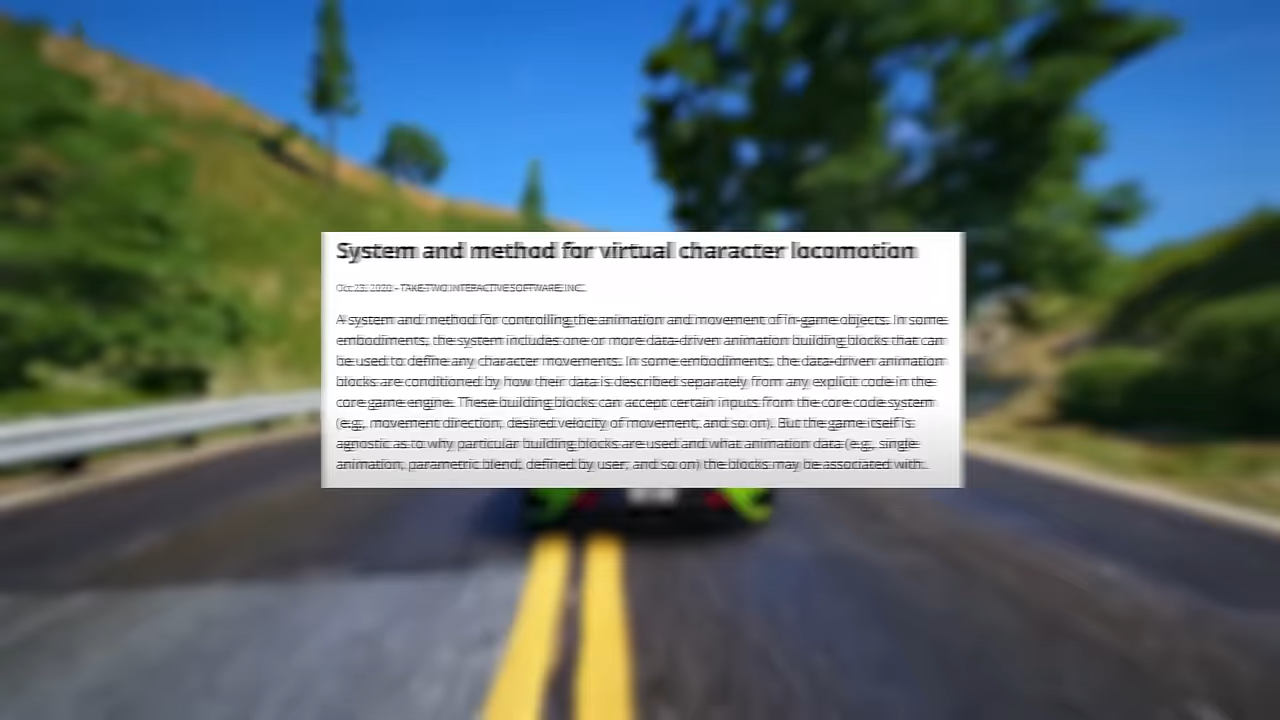 System and method for virtual character locomotion
Oct 23, 2020 - TAKE-TWO INTERACTIVE SOFTWARE, INC.
A system and method for controlling the animation and movement of in-game objects. In some
embodiments, the system includes one or more data-driven animation building blocks that can
be used to define any character movements. In some embodiments, the data-driven animation
blocks are conditioned by how their data is described separately from any explicit code in the
core game engine. These building blocks can accept certain inputs from the core code system
(e.g., movement direction, desired velocity of movement, and so on). But the game itself is
agnostic as to why particular building blocks are used and what animation data (e.g., single
animation, parametric blend, defined by user, and so on) the blocks may be associated with.